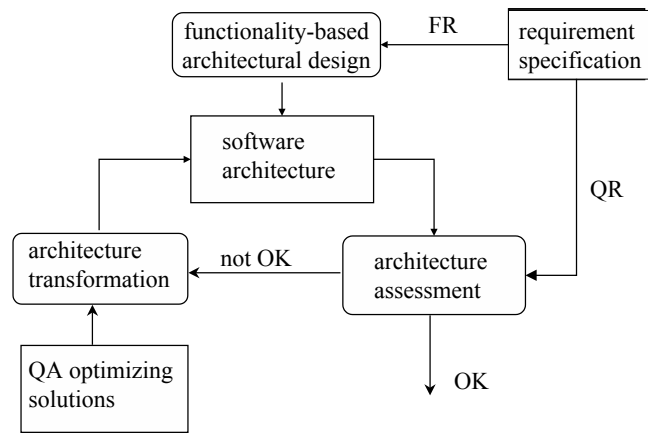 functionality-based
architectural design
FR
requirement
specification
software
architecture
QR
architecture
transformation
not OK
architecture
assessment
QA optimizing
solutions
OK